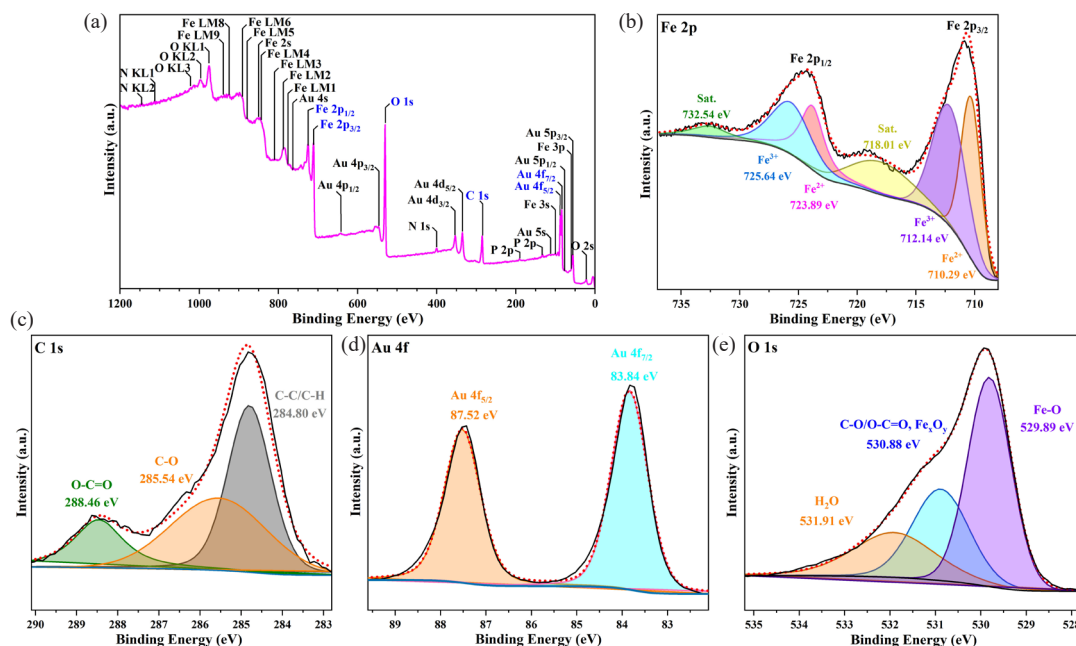 (a)
Fe LM8
Fe LM9
O KL1
O KL2
O KL3
N KL1
N KL2
Fe LM6
Fe LM5
Fe 2s
Fe LM4
Fe LM3
Fe LM2
Fe LM1
Au 4s
Fe 2p1/2
Fe 2p3/2
O 1s
Au 4p3/2
Au 4p1/2
Au 4d5/2
Au 4d3/2
N 1s
C 1s
Au 5p3/2
Fe 3p
Au 5p1/2
Au 4f7/2
Au 4f5/2
Fe 3s
Au 5s
P 2p
P 2p
O 2s
Intensity (a.u.)
1200 1000 800 600 400 200 0
Binding Energy (eV)
(b)
Fe 2p
Fe 2p3/2
Fe 2p1/2
Sat.
732.54 eV
Sat.
718.01 eV
Fe3+
725.64 eV
Fe2+
723.89 eV
Fe3+
712.14 eV
Fe2+
710.29 eV
Intensity (a.u.)
735 730 725 720 715 710
Binding Energy (eV)
(c)
C 1s
C-C/C-H
284.80 eV
C-O
285.54 eV
O-C=O
288.46 eV
Intensity (a.u.)
290 289 288 287 286 285 284 283
Binding Energy (eV)
(d)
Au 4f
Au 4f7/2
83.84 eV
Au 4f5/2
87.52 eV
Intensity (a.u.)
89 88 87 86 85 84 83
Binding Energy (eV)
(e)
O 1s
Fe-O
529.89 eV
C-O/O-C=O, FexOy
530.88 eV
H2O
531.91 eV
Intensity (a.u.)
535 534 533 532 531 530 529 528
Binding Energy (eV)